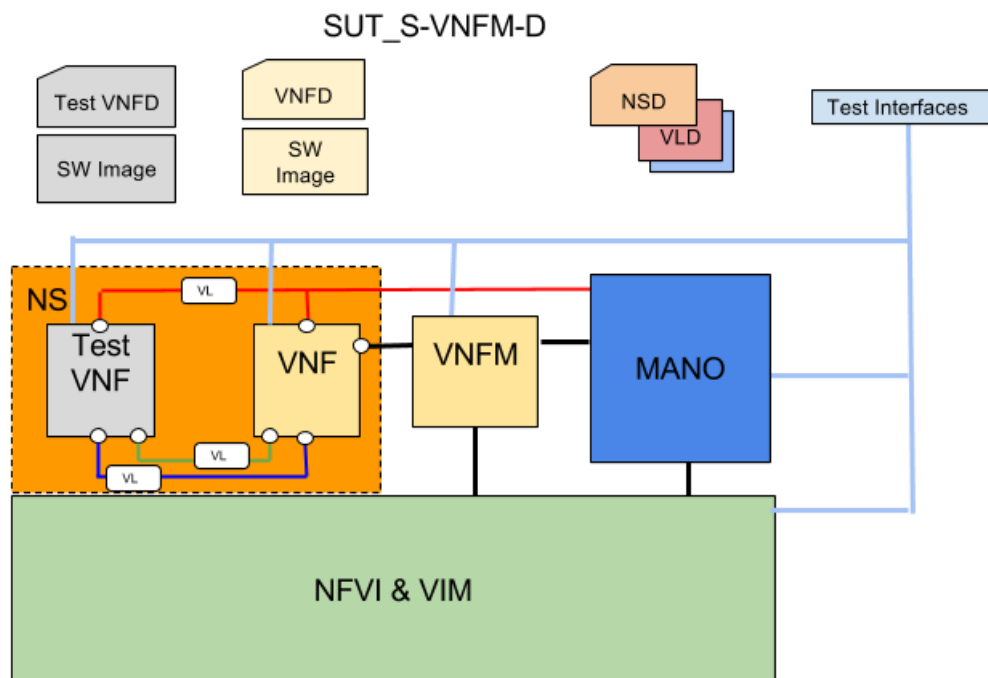 SUT_S-VNFM-D
Test VNFD
SW Image
VNFD
SW
Image
NSD
VLD
Test Interfaces
NS
VL
Test
VNF
VNF
VNFM
MANO
VL
VL
NFVI & VIM